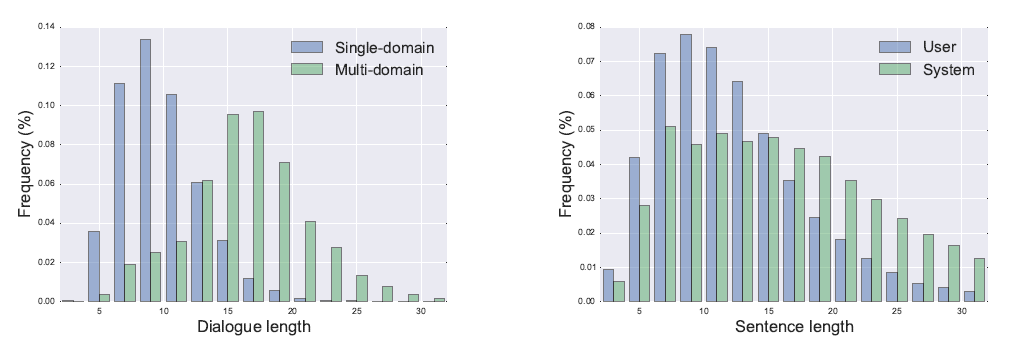 0.14
0.12
0.10
0.08
0.06
0.04
0.02
0.00
Frequency (%)
5 10 15 20 25 30
Dialogue length
Single-domain
Multi-domain
0.08
0.07
0.06
0.05
0.04
0.03
0.02
0.01
0.00
Frequency (%)
5 10 15 20 25 30
Sentence length
User
System